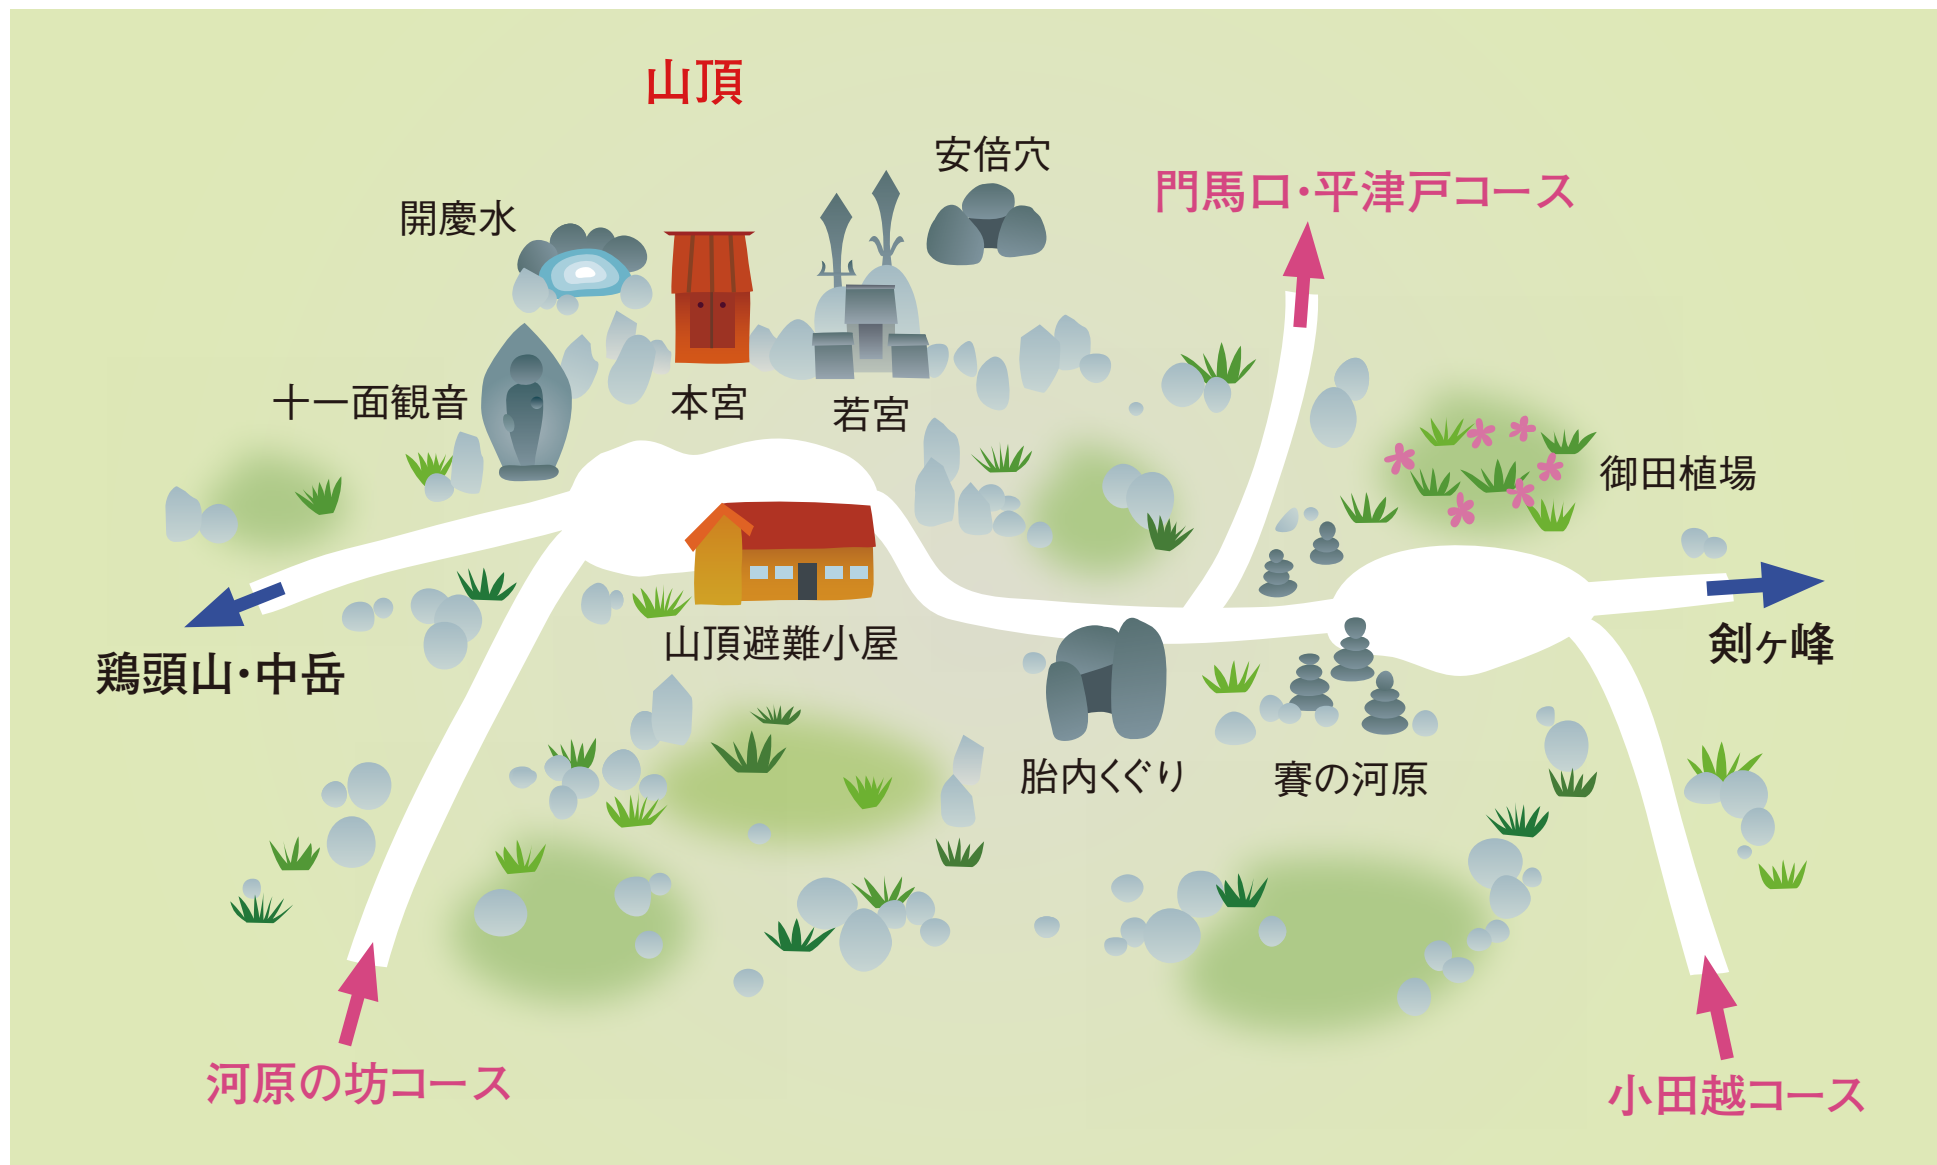 山頂
安倍穴
門馬口・平津戸コース
開慶水
十一面観音
本宮
若宮
御田植場
山頂避難小屋
剣ヶ峰
鶏頭山・中岳
胎内くぐり
賽の河原
河原の坊コース
小田越コース